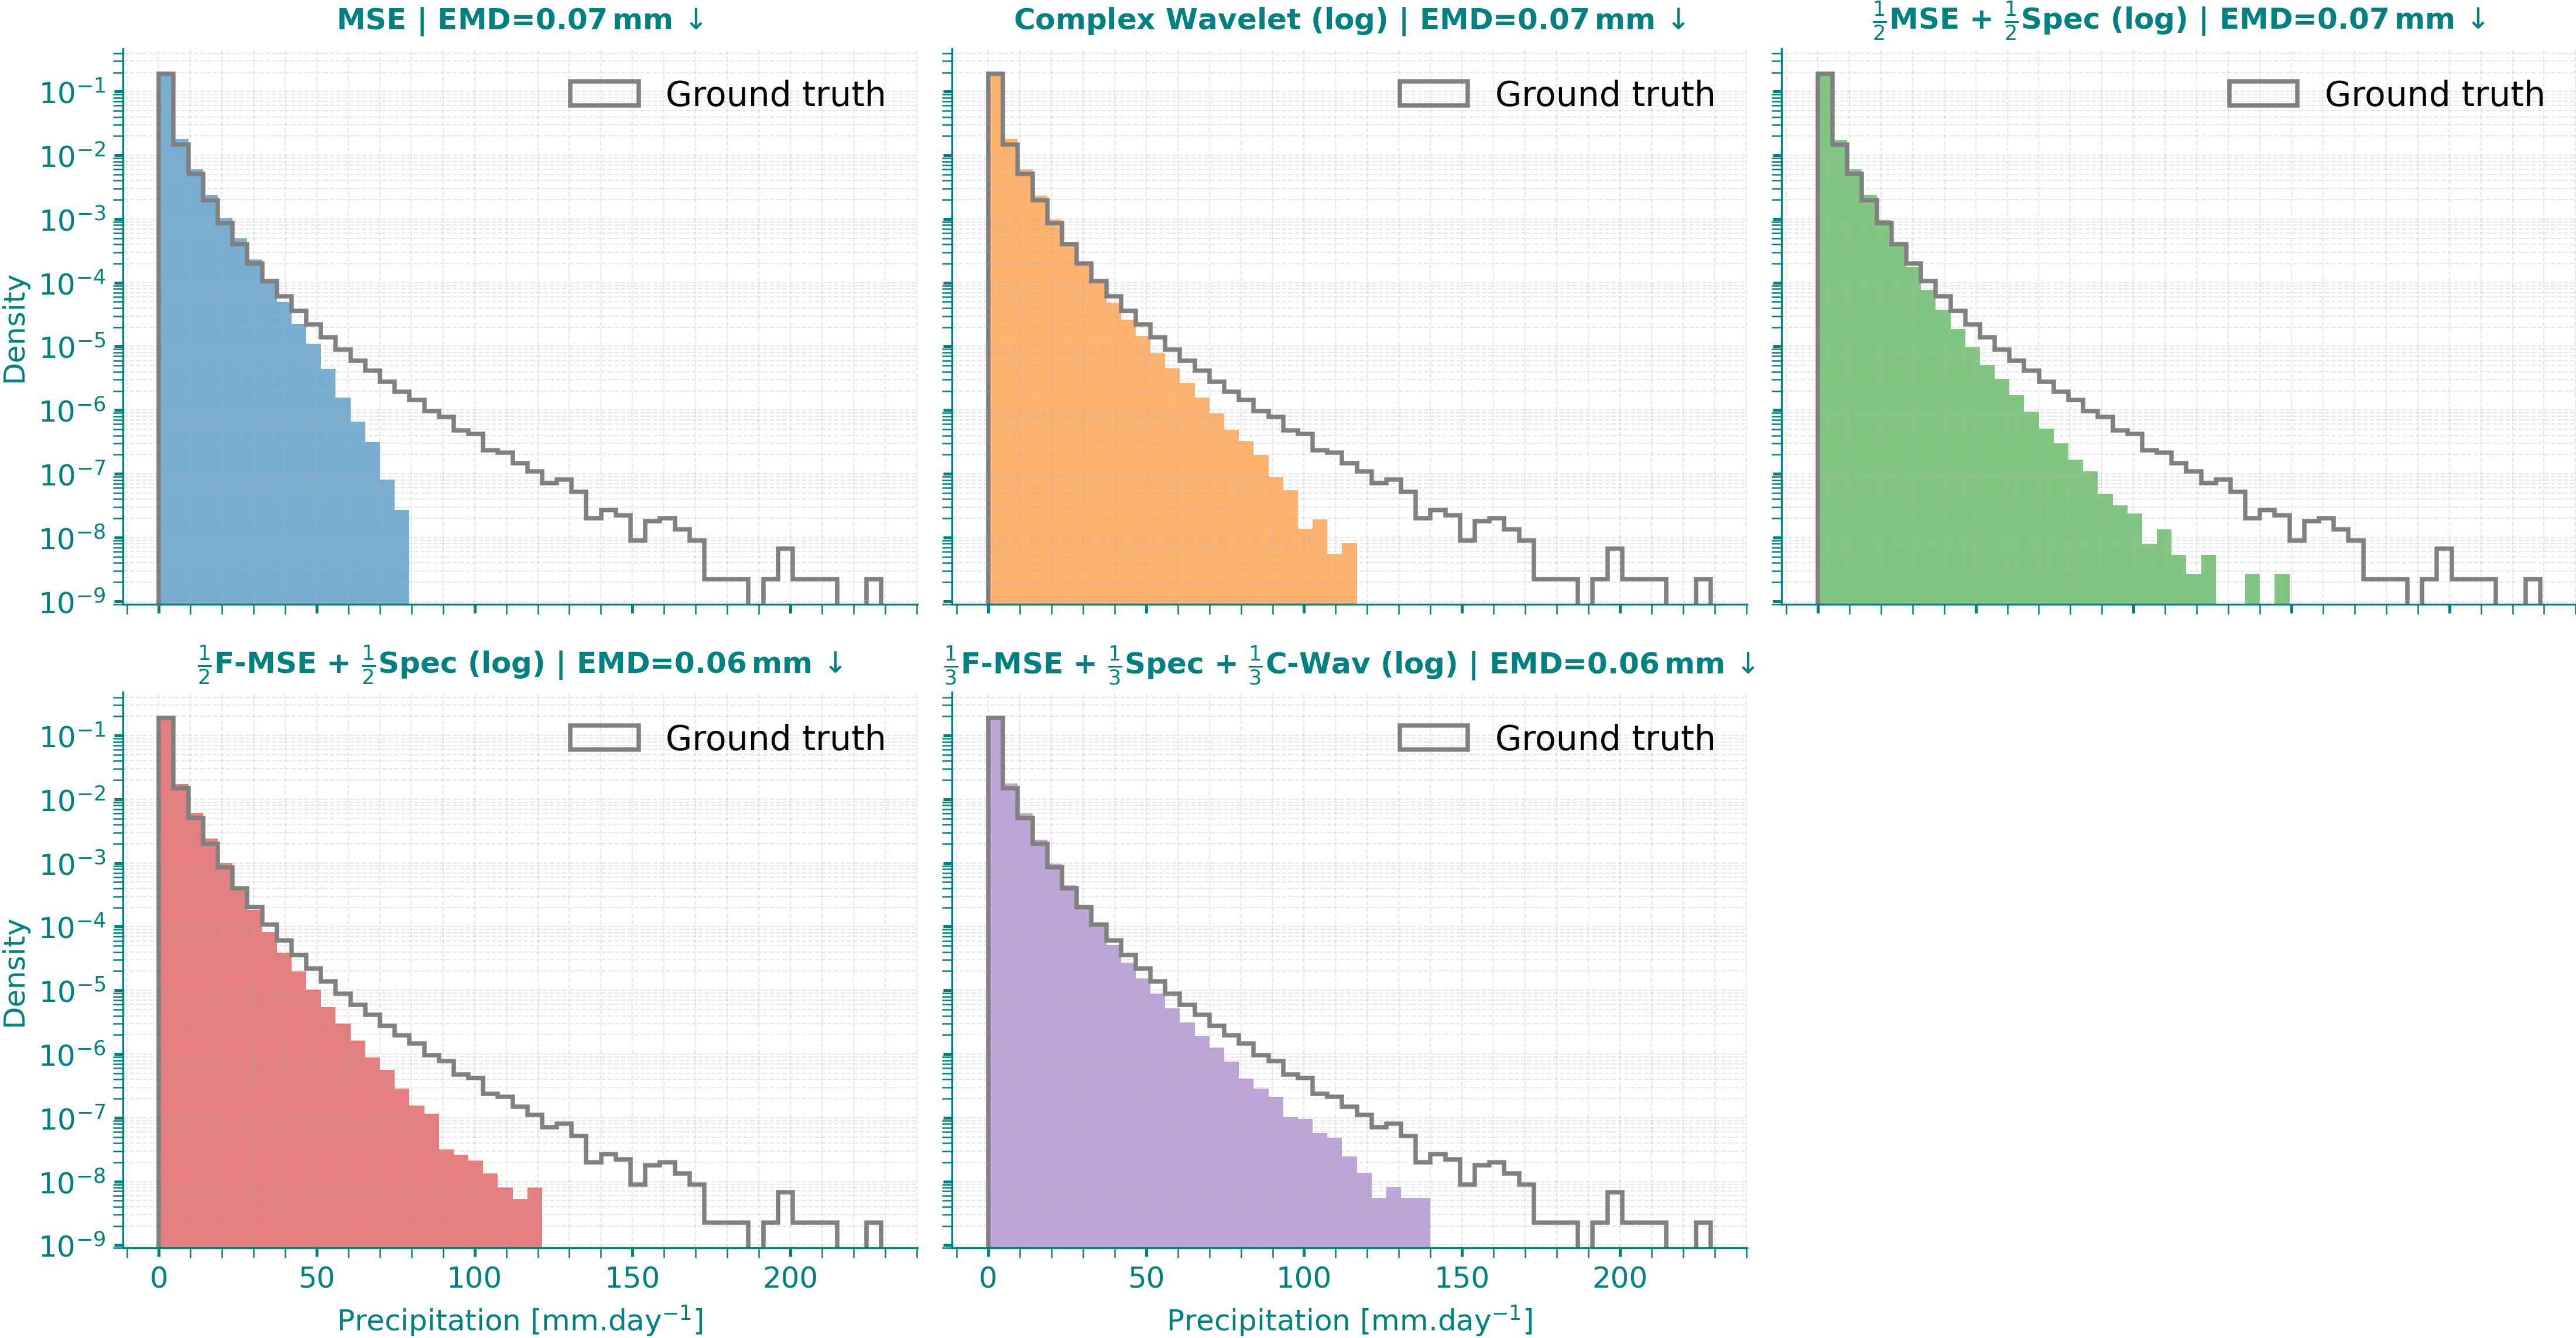 MSE | EMD=0.07 mm ↓
Complex Wavelet (log) | EMD=0.07 mm ↓
½MSE + ½Spec (log) | EMD=0.07 mm ↓
Ground truth
Ground truth
Ground truth
Density
10⁻¹
10⁻²
10⁻³
10⁻⁴
10⁻⁵
10⁻⁶
10⁻⁷
10⁻⁸
10⁻⁹
½F-MSE + ½Spec (log) | EMD=0.06 mm ↓
⅓F-MSE + ⅓Spec + ⅓C-Wav (log) | EMD=0.06 mm ↓
Ground truth
Ground truth
Density
10⁻¹
10⁻²
10⁻³
10⁻⁴
10⁻⁵
10⁻⁶
10⁻⁷
10⁻⁸
10⁻⁹
0 50 100 150 200
0 50 100 150 200
Precipitation [mm.day⁻¹]
Precipitation [mm.day⁻¹]